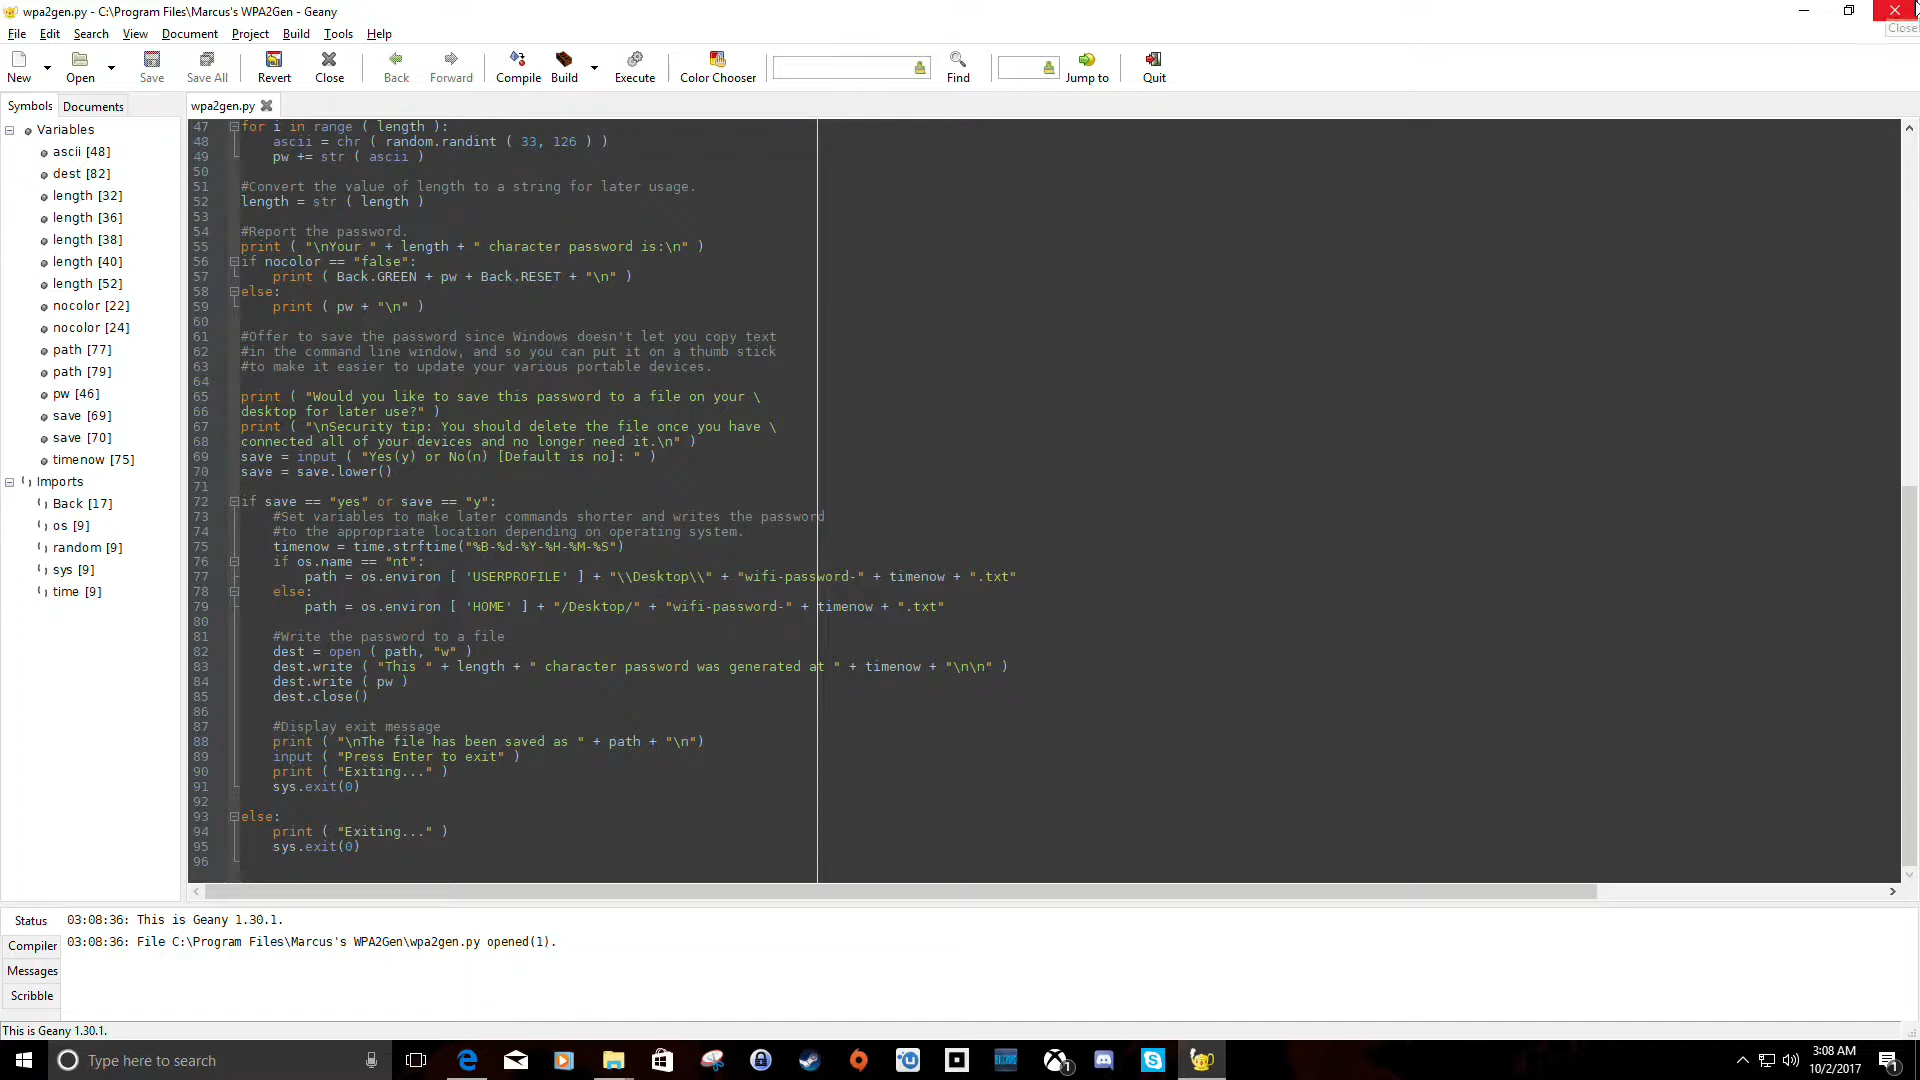 wpa2gen.py - C:\Program Files\Marcus's WPA2Gen - Geany
Close
File Edit Search View Document Project Build Tools Help
New Open Save Save All Revert Close Back Forward Compile Build Execute Color Chooser Find Jump to Quit
Symbols Documents
wpa2gen.py
Variables
ascii [48]
dest [82]
length [32]
length [36]
length [38]
length [40]
length [52]
nocolor [22]
nocolor [24]
path [77]
path [79]
pw [46]
save [69]
save [70]
timenow [75]
Imports
Back [17]
os [9]
random [9]
sys [9]
time [9]
47 for i in range ( length ):
48 ascii = chr ( random.randint ( 33, 126 ) )
49 pw += str ( ascii )
50
51 #Convert the value of length to a string for later usage.
52 length = str ( length )
53
54 #Report the password.
55 print ( "\nYour " + length + " character password is:\n" )
56 if nocolor == "false":
57 print ( Back.GREEN + pw + Back.RESET + "\n" )
58 else:
59 print ( pw + "\n" )
60
61 #Offer to save the password since Windows doesn't let you copy text
62 #in the command line window, and so you can put it on a thumb stick
63 #to make it easier to update your various portable devices.
64
65 print ( "Would you like to save this password to a file on your \
66 desktop for later use?" )
67 print ( "\nSecurity tip: You should delete the file once you have \
68 connected all of your devices and no longer need it.\n" )
69 save = input ( "Yes(y) or No(n) [Default is no]: " )
70 save = save.lower()
71
72 if save == "yes" or save == "y":
73 #Set variables to make later commands shorter and writes the password
74 #to the appropriate location depending on operating system.
75 timenow = time.strftime("%B-%d-%Y-%H-%M-%S")
76 if os.name == "nt":
77 path = os.environ [ 'USERPROFILE' ] + "\\Desktop\\" + "wifi-password-" + timenow + ".txt"
78 else:
79 path = os.environ [ 'HOME' ] + "/Desktop/" + "wifi-password-" + timenow + ".txt"
80
81 #Write the password to a file
82 dest = open ( path, "w" )
83 dest.write ( "This " + length + " character password was generated at " + timenow + "\n\n" )
84 dest.write ( pw )
85 dest.close()
86
87 #Display exit message
88 print ( "\nThe file has been saved as " + path + "\n")
89 input ( "Press Enter to exit" )
90 print ( "Exiting..." )
91 sys.exit(0)
92
93 else:
94 print ( "Exiting..." )
95 sys.exit(0)
96
Status
Compiler
Messages
Scribble
03:08:36: This is Geany 1.30.1.
03:08:36: File C:\Program Files\Marcus's WPA2Gen\wpa2gen.py opened(1).
This is Geany 1.30.1.
Type here to search
1
3:08 AM
10/2/2017
1